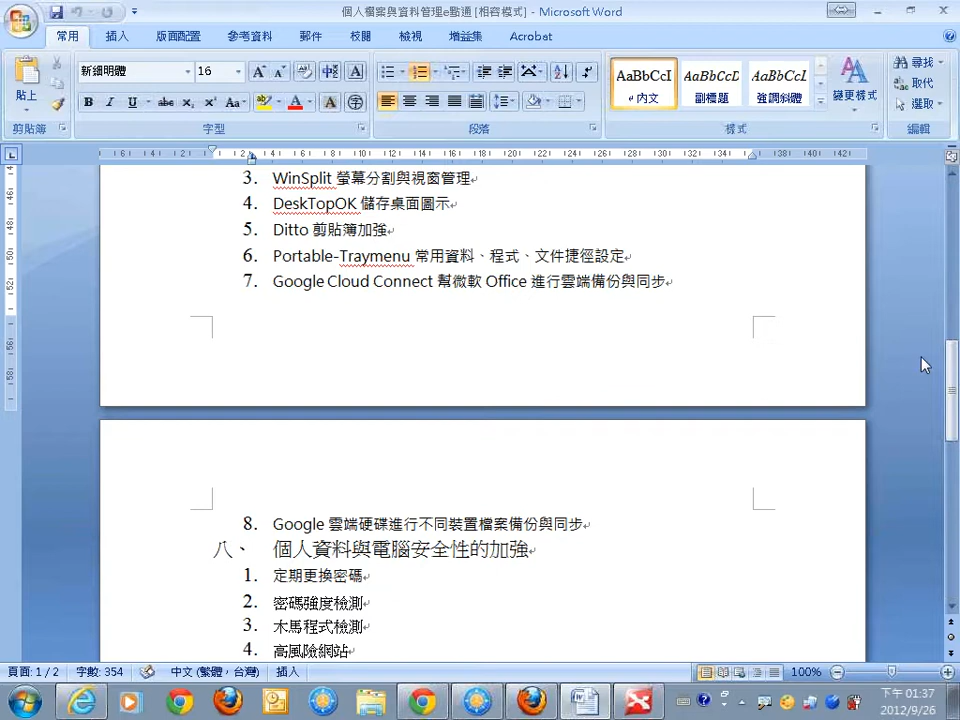 個人檔案與資料管理e點通 [相容模式] - Microsoft Word
常用 插入 版面配置 參考資料 郵件 校閱 檢視 增益集 Acrobat
貼上
新細明體 16
AaBbCcI AaBbCcD AaBbCcL
↵內文 副標題 強調斜體
變更樣式
尋找
取代
選取
剪貼簿 字型 段落 樣式 編輯
3. WinSplit 螢幕分割與視窗管理
4. DeskTopOK 儲存桌面圖示
5. Ditto 剪貼簿加強
6. Portable-Traymenu 常用資料、程式、文件捷徑設定
7. Google Cloud Connect 幫微軟 Office 進行雲端備份與同步
8. Google 雲端硬碟進行不同裝置檔案備份與同步
八、 個人資料與電腦安全性的加強
1. 定期更換密碼
2. 密碼強度檢測
3. 木馬程式檢測
4. 高風險網站
頁面: 1 / 2 字數: 354 中文 (繁體，台灣) 插入 100%
下午 01:37
2012/9/26